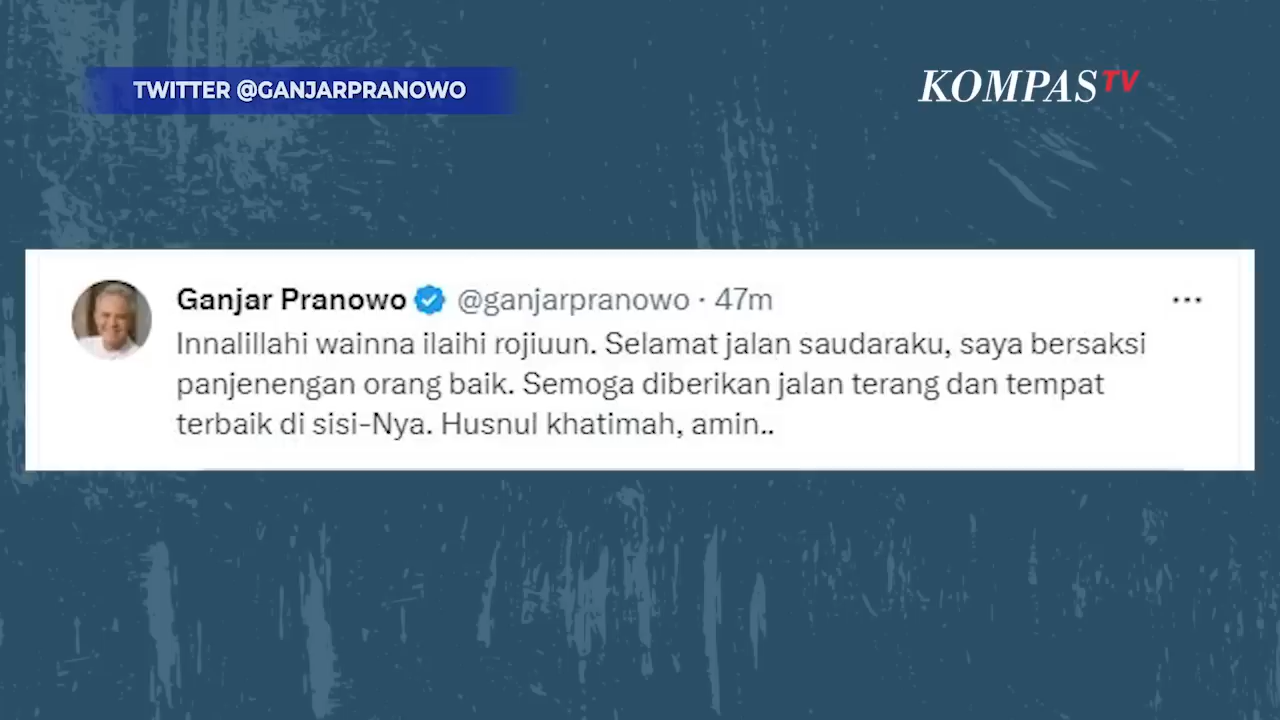 TWITTER @GANJARPRANOWO
KOMPASTV
Ganjar Pranowo @ganjarpranowo · 47m
Innalillahi wainna ilaihi rojiuun. Selamat jalan saudaraku, saya bersaksi
panjenengan orang baik. Semoga diberikan jalan terang dan tempat
terbaik di sisi-Nya. Husnul khatimah, amin..